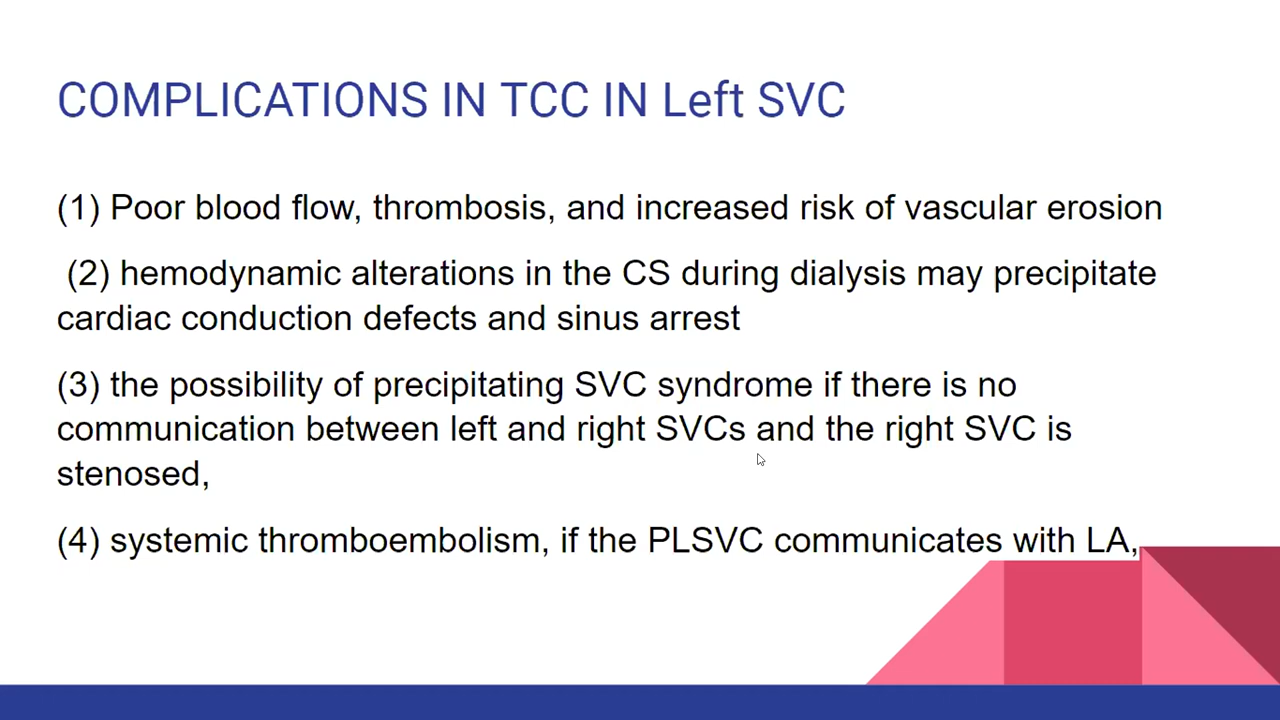 COMPLICATIONS IN TCC IN Left SVC
(1) Poor blood flow, thrombosis, and increased risk of vascular erosion
(2) hemodynamic alterations in the CS during dialysis may precipitate
cardiac conduction defects and sinus arrest
(3) the possibility of precipitating SVC syndrome if there is no
communication between left and right SVCs and the right SVC is
stenosed,
(4) systemic thromboembolism, if the PLSVC communicates with LA,